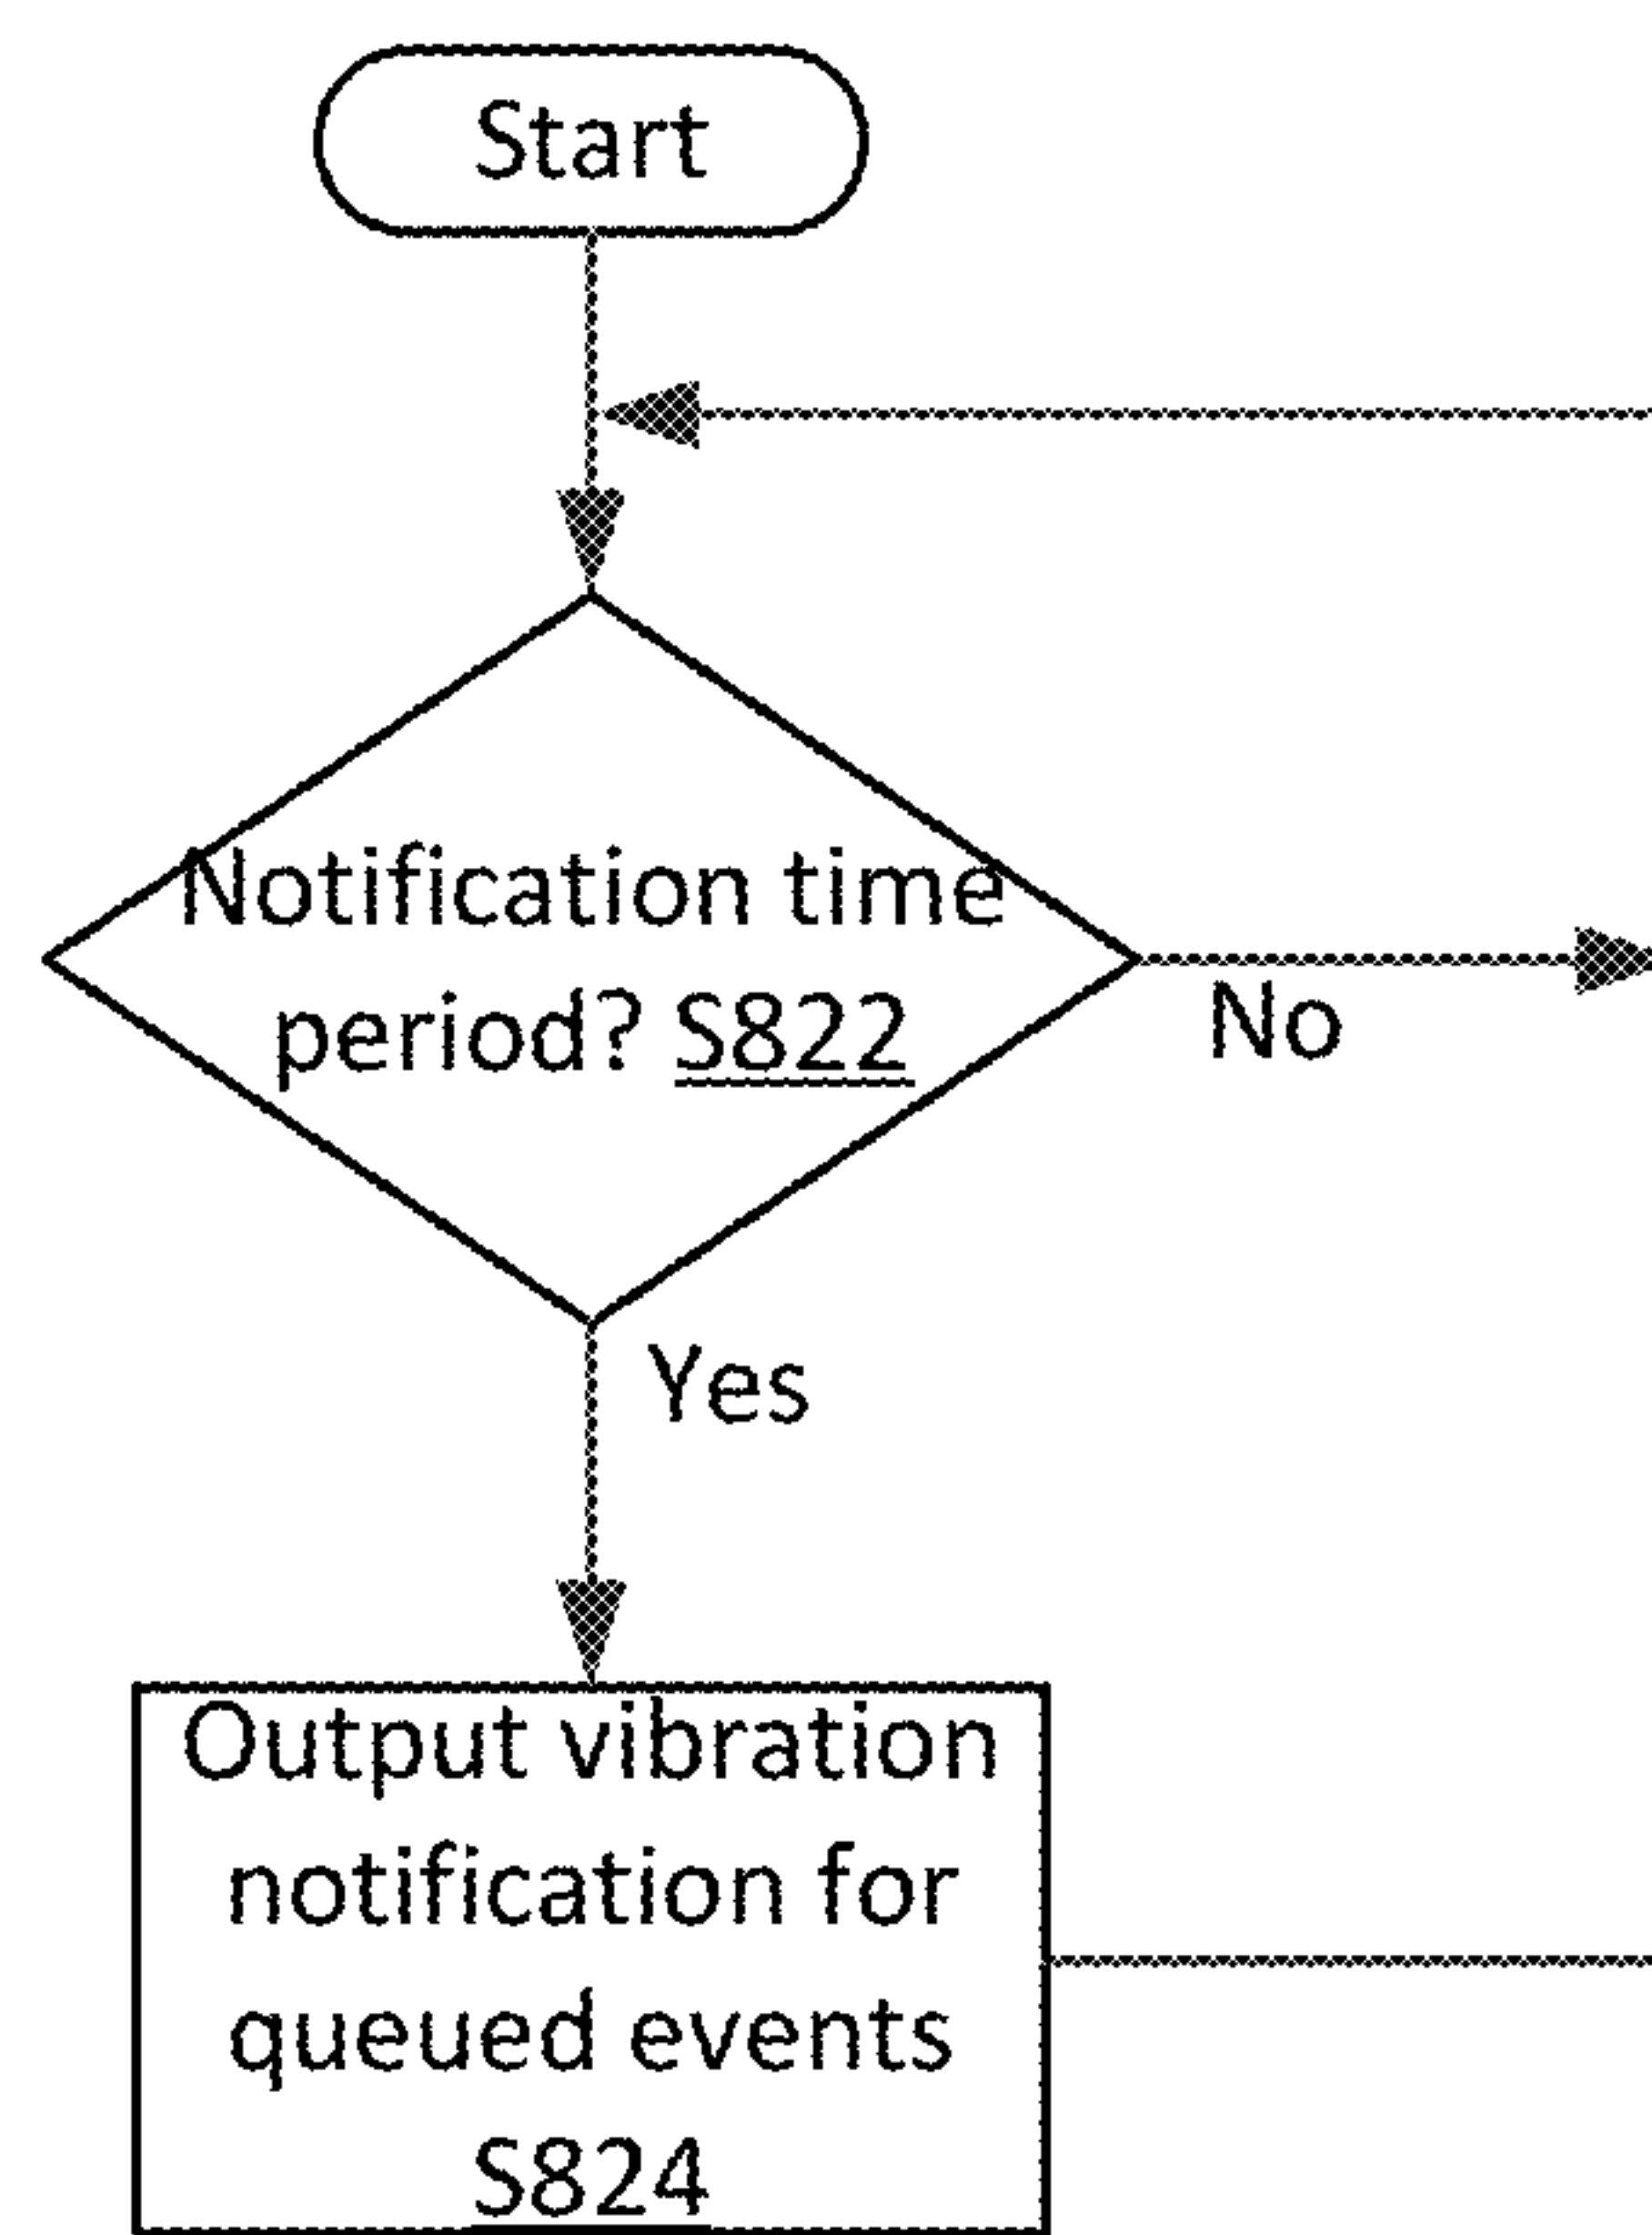 Start
Notification time
period? S822
No
Yes
Output vibration
notification for
queued events
S824